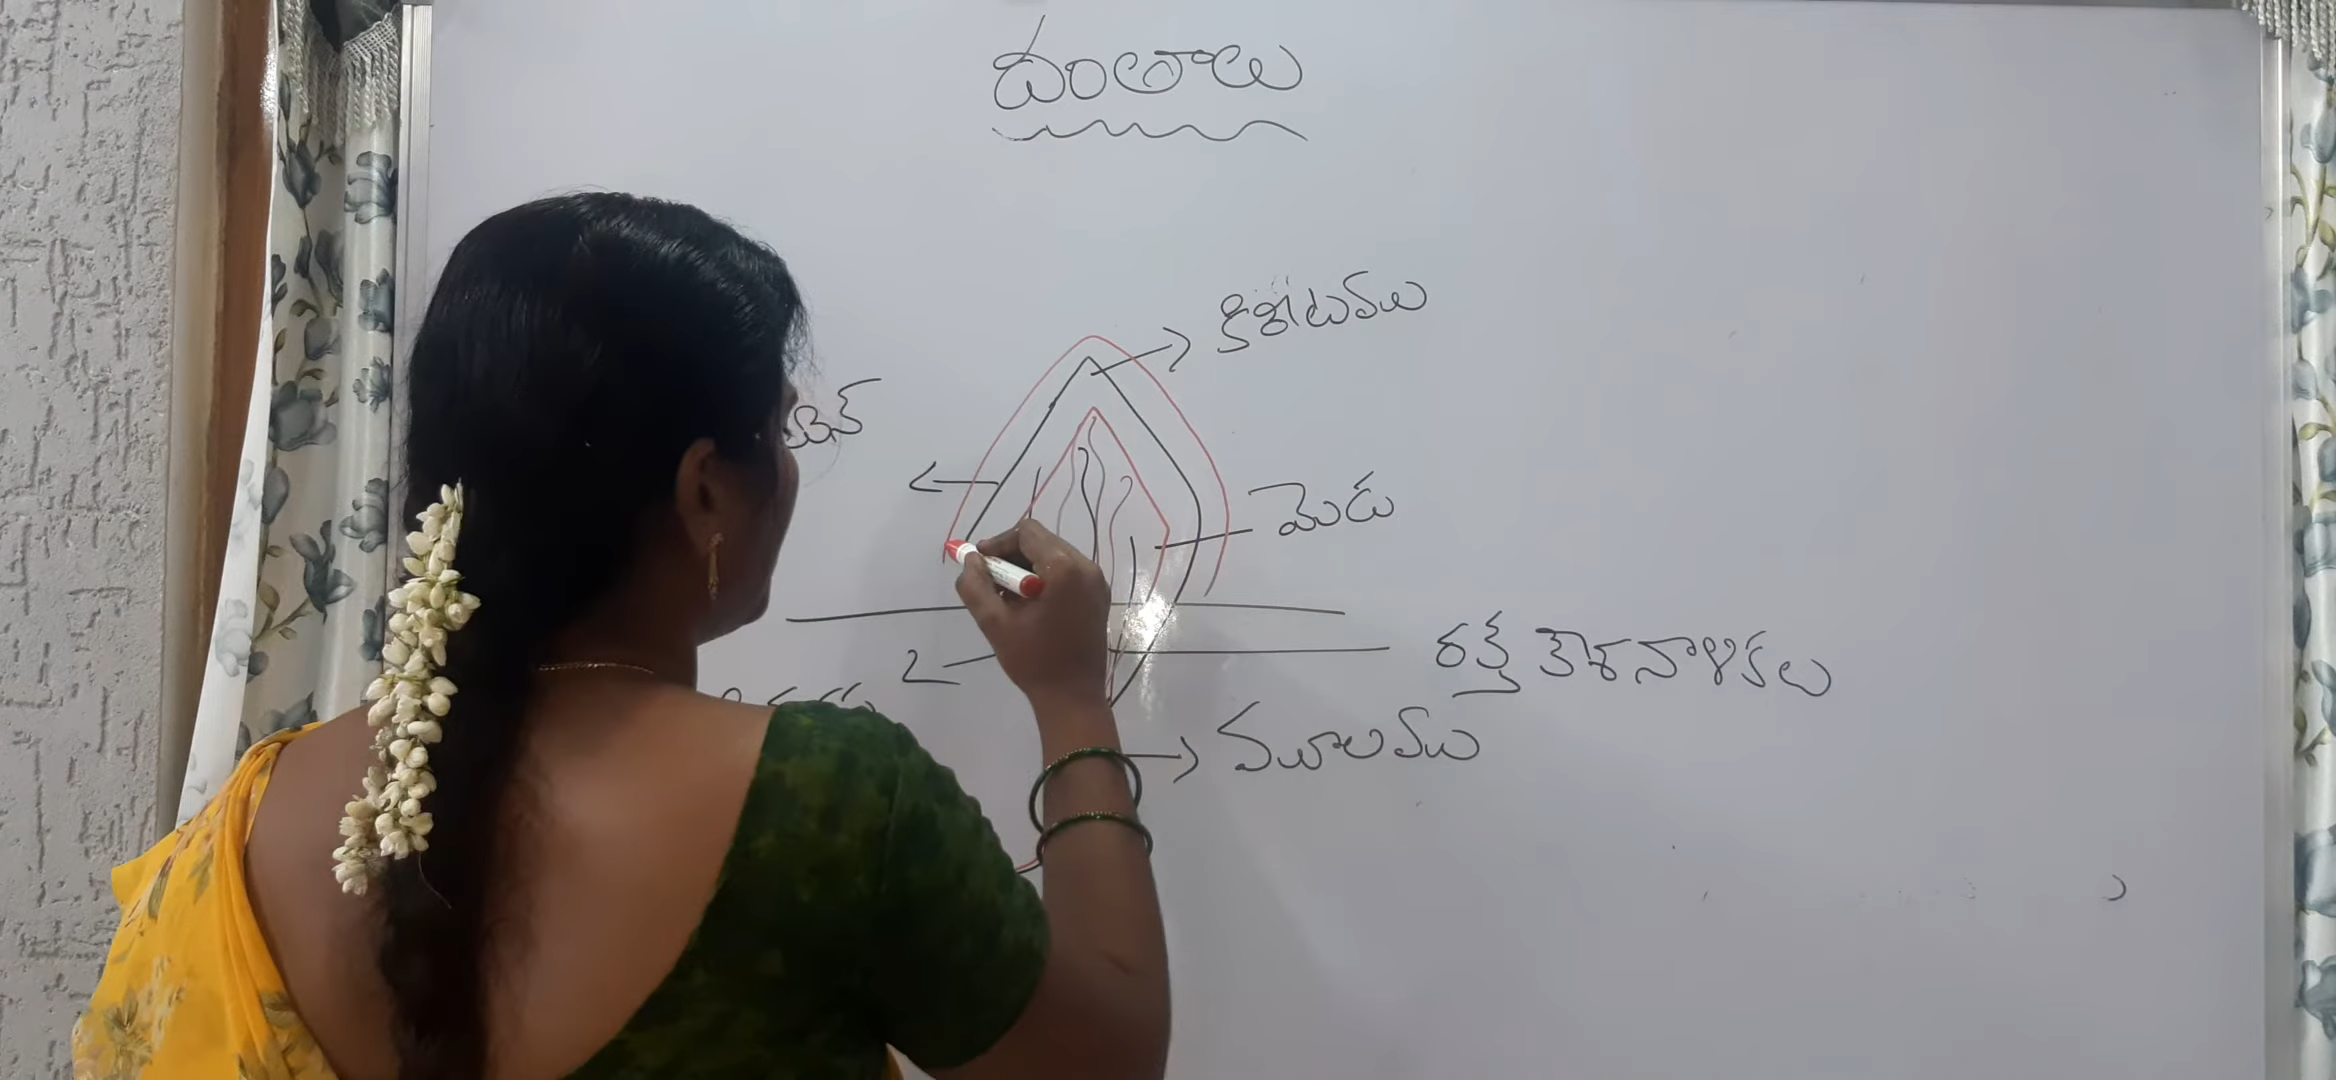 దంతాలు
కిరీటము
మెడ
రక్త కేశనాళికలు
మూలము